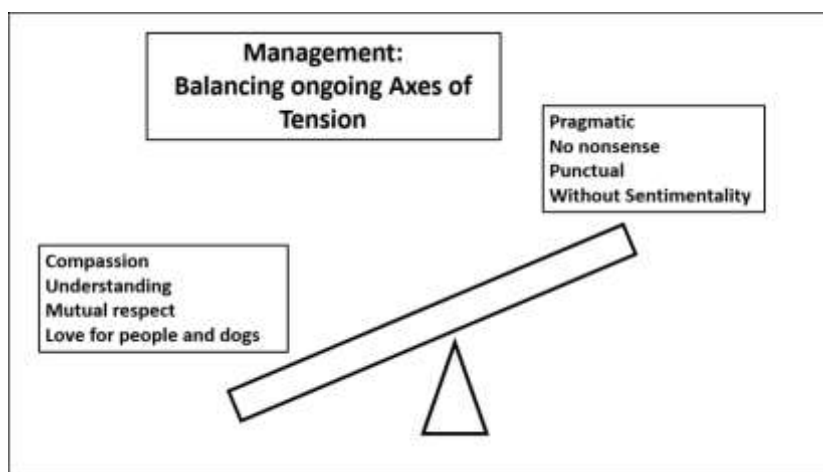 Management:
Balancing ongoing Axes of
Tension
Pragmatic
No nonsense
Punctual
Without Sentimentality
Compassion
Understanding
Mutual respect
Love for people and dogs